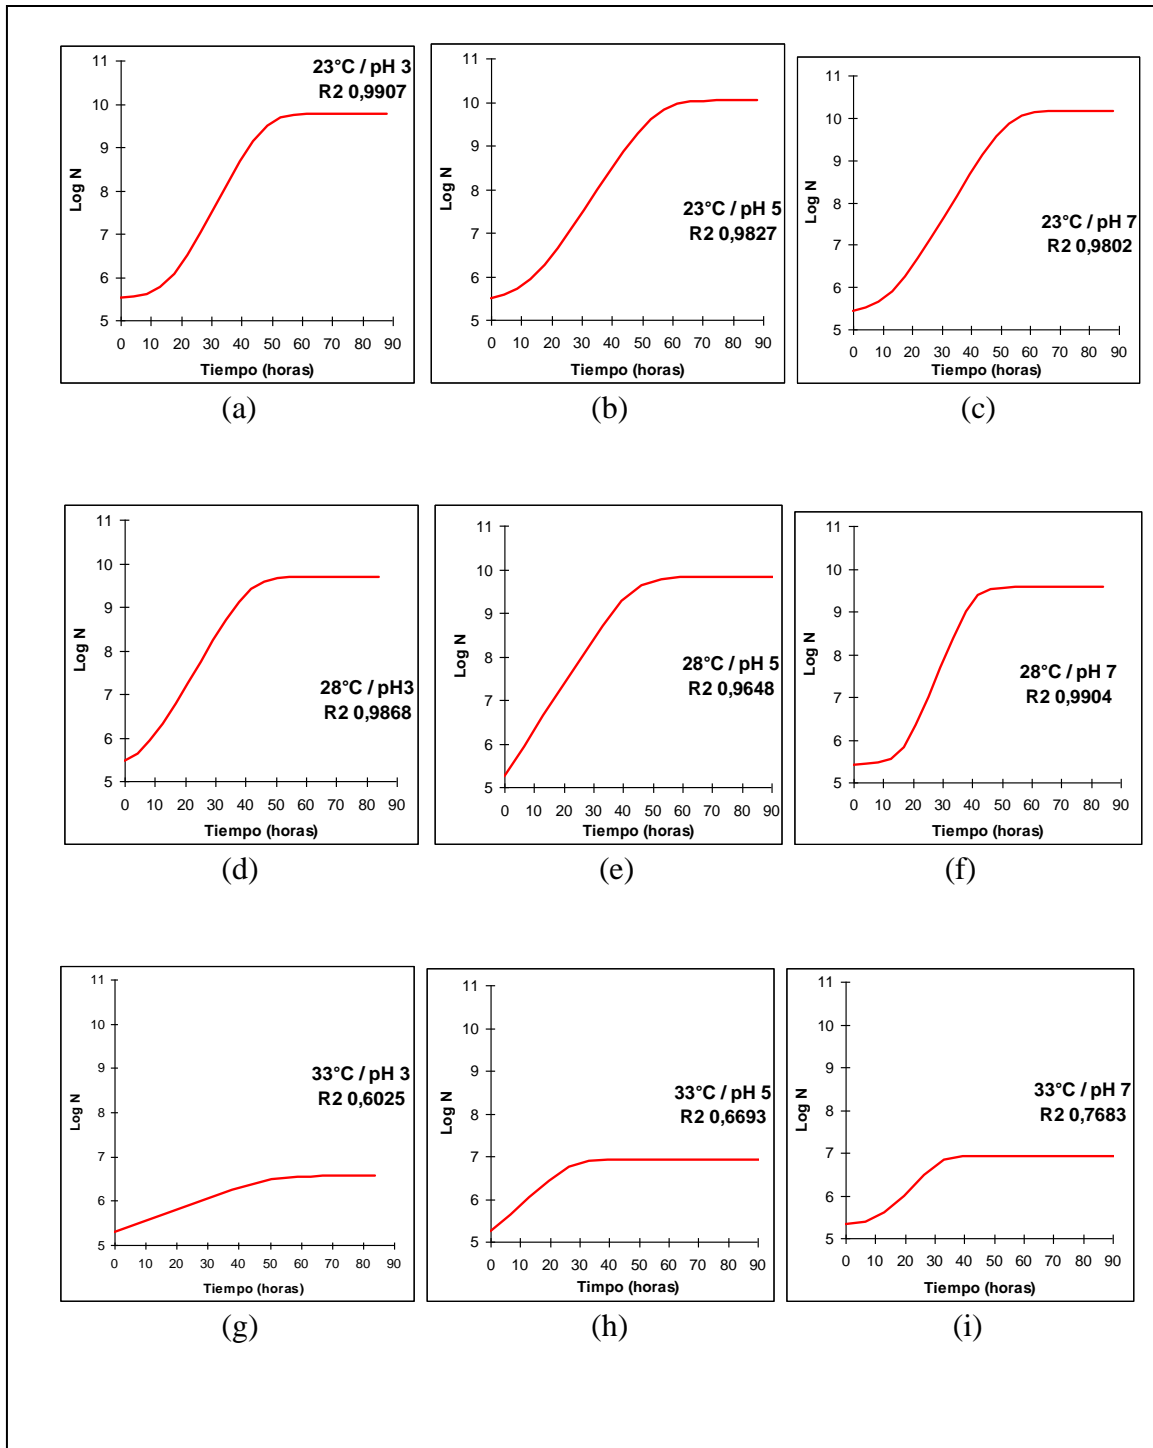 23°C / pH 3
R2 0,9907
11
10
9
8
7
6
5
Log N
0 10 20 30 40 50 60 70 80 90
Tiempo (horas)
(a)
23°C / pH 5
R2 0,9827
11
10
9
8
7
6
5
Log N
0 10 20 30 40 50 60 70 80 90
Tiempo (horas)
(b)
23°C / pH 7
R2 0,9802
11
10
9
8
7
6
5
Log N
0 10 20 30 40 50 60 70 80 90
Tiempo (horas)
(c)
28°C / pH3
R2 0,9868
11
10
9
8
7
6
5
Log N
0 10 20 30 40 50 60 70 80 90
Tiempo (horas)
(d)
28°C / pH 5
R2 0,9648
11
10
9
8
7
6
5
Log N
0 10 20 30 40 50 60 70 80 90
Tiempo (horas)
(e)
28°C / pH 7
R2 0,9904
11
10
9
8
7
6
5
Log N
0 10 20 30 40 50 60 70 80 90
Tiempo (horas)
(f)
33°C / pH 3
R2 0,6025
11
10
9
8
7
6
5
Log N
0 10 20 30 40 50 60 70 80 90
Tiempo (horas)
(g)
33°C / pH 5
R2 0,6693
11
10
9
8
7
6
5
Log N
0 10 20 30 40 50 60 70 80 90
Timpo (horas)
(h)
33°C / pH 7
R2 0,7683
11
10
9
8
7
6
5
Log N
0 10 20 30 40 50 60 70 80 90
Tiempo (horas)
(i)